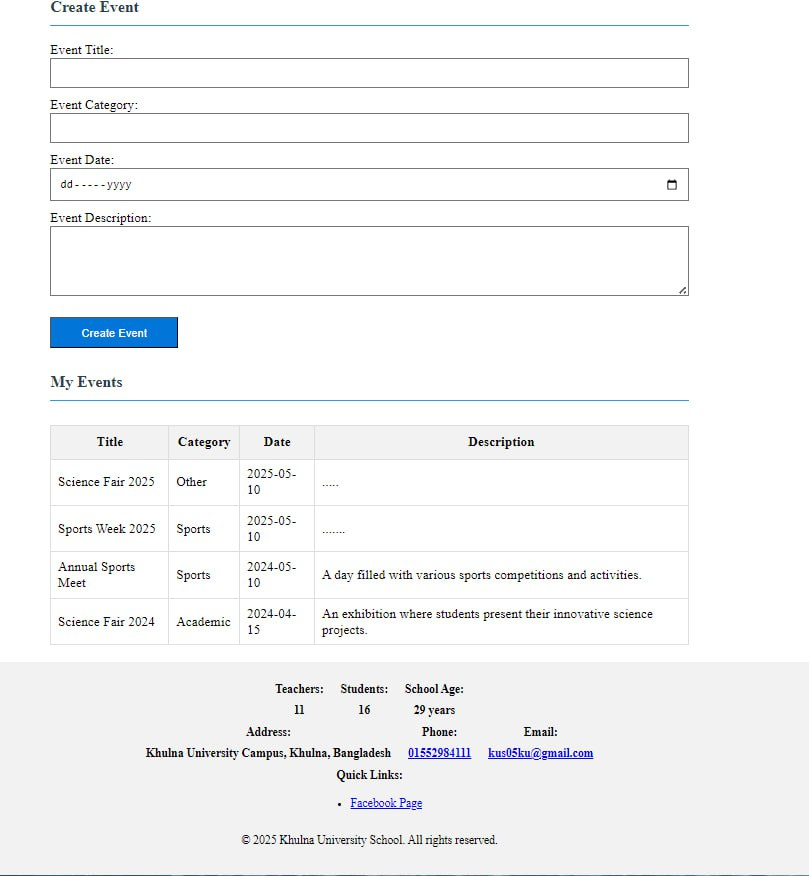 Create Event
Event Title:
Event Category:
Event Date:
dd-----yyyy
Event Description:
Create Event
My Events
Title Category Date Description
Science Fair 2025 Other 2025-05-10 .....
Sports Week 2025 Sports 2025-05-10 .......
Annual Sports Meet Sports 2024-05-10 A day filled with various sports competitions and activities.
Science Fair 2024 Academic 2024-04-15 An exhibition where students present their innovative science projects.
Teachers: Students: School Age:
11 16 29 years
Address: Phone: Email:
Khulna University Campus, Khulna, Bangladesh 01552984111 kus05ku@gmail.com
Quick Links:
• Facebook Page
© 2025 Khulna University School. All rights reserved.